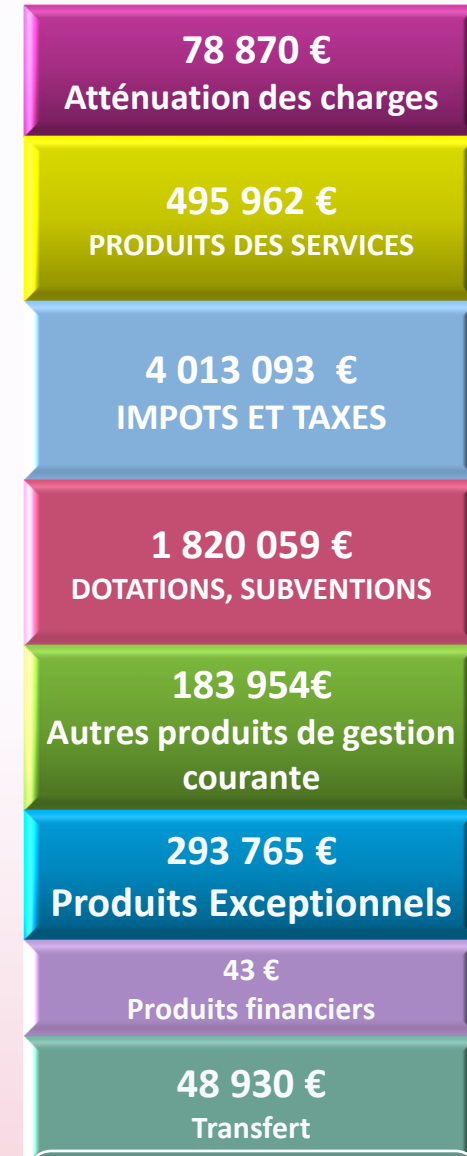 78 870 €
Atténuation des charges
495 962 €
PRODUITS DES SERVICES
4 013 093 €
IMPOTS ET TAXES
1 820 059 €
DOTATIONS, SUBVENTIONS
183 954€
Autres produits de gestion
courante
293 765 €
Produits Exceptionnels
43 €
Produits financiers
48 930 €
Transfert